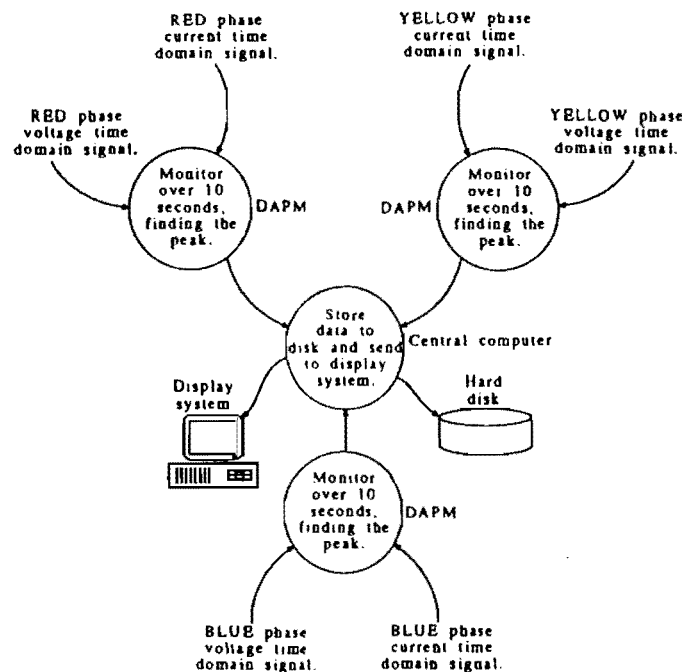 RED phase
current time
domain signal.
YELLOW phase
current time
domain signal.
RED phase
voltage time
domain signal.
YELLOW phase
voltage time
domain signal.
Monitor
over 10
seconds,
finding the
peak.
DAPM
DAPM
Monitor
over 10
seconds,
finding the
peak.
Store
data to
disk and send
to display
system.
Central computer
Display
system
Hard
disk
Monitor
over 10
seconds,
finding the
peak.
DAPM
BLUE phase
voltage time
domain signal.
BLUE phase
current time
domain signal.